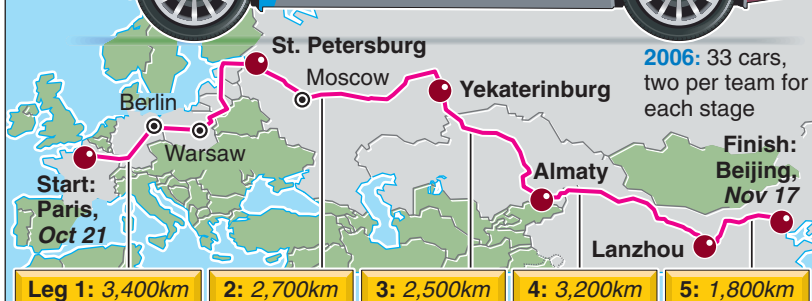 St. Petersburg
Moscow
2006: 33 cars,
two per team for
each stage
Yekaterinburg
Berlin
Warsaw
Start:
Paris,
Oct 21
Almaty
Finish:
Beijing,
Nov 17
Lanzhou
Leg 1: 3,400km
2: 2,700km
3: 2,500km
4: 3,200km
5: 1,800km